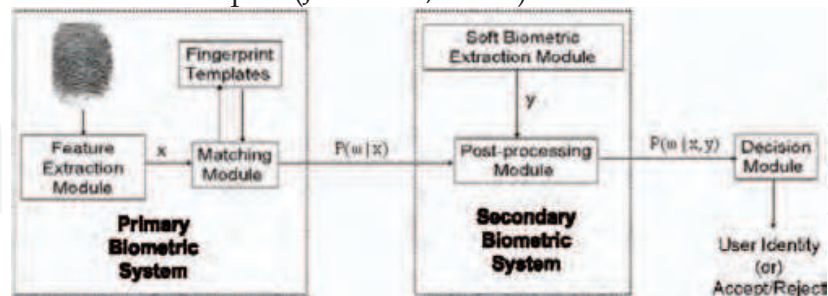 Fingerprint
Templates
Feature
Extraction
Module
x
Matching
Module
Primary
Biometric
System
P(ω|x)
Soft Biometric
Extraction Module
y
Post-processing
Module
Secondary
Biometric
System
P(ω|x,y)
Decision
Module
User Identity
(or)
Accept/Reject